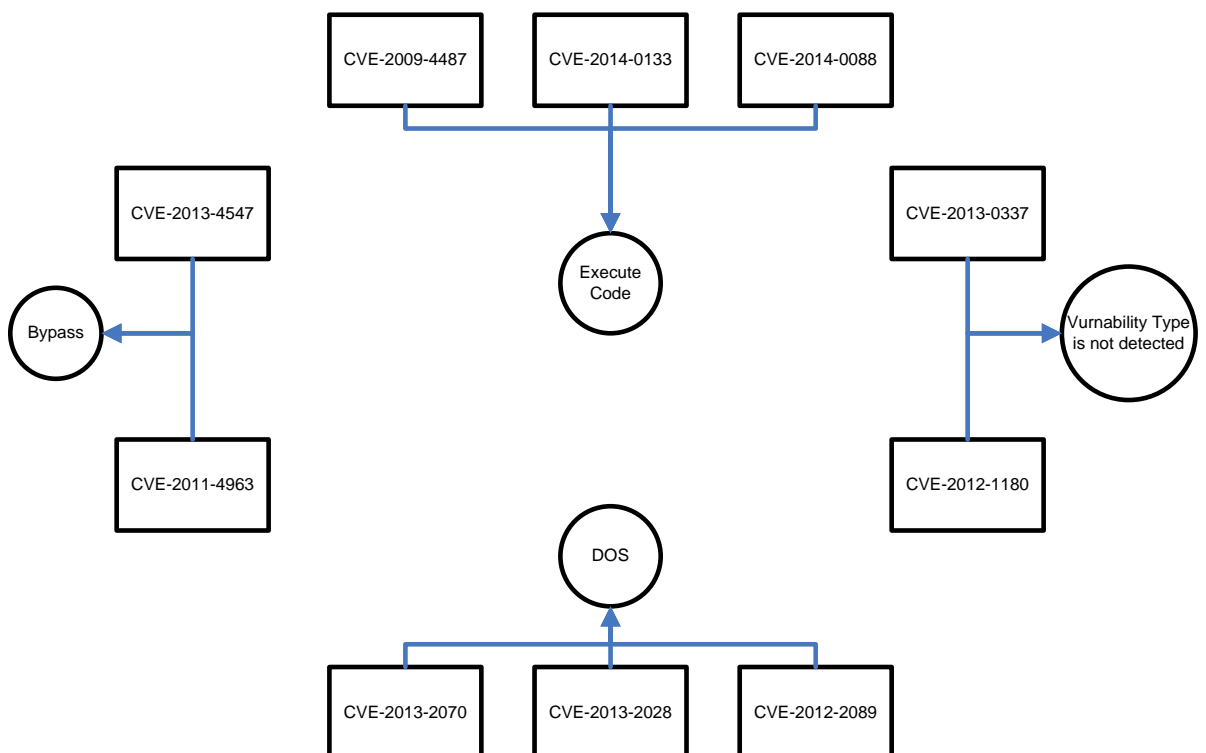 CVE-2009-4487
CVE-2014-0133
CVE-2014-0088
CVE-2013-4547
CVE-2013-0337
Execute
Code
Bypass
Vurnability Type
is not detected
CVE-2011-4963
CVE-2012-1180
DOS
CVE-2013-2070
CVE-2013-2028
CVE-2012-2089